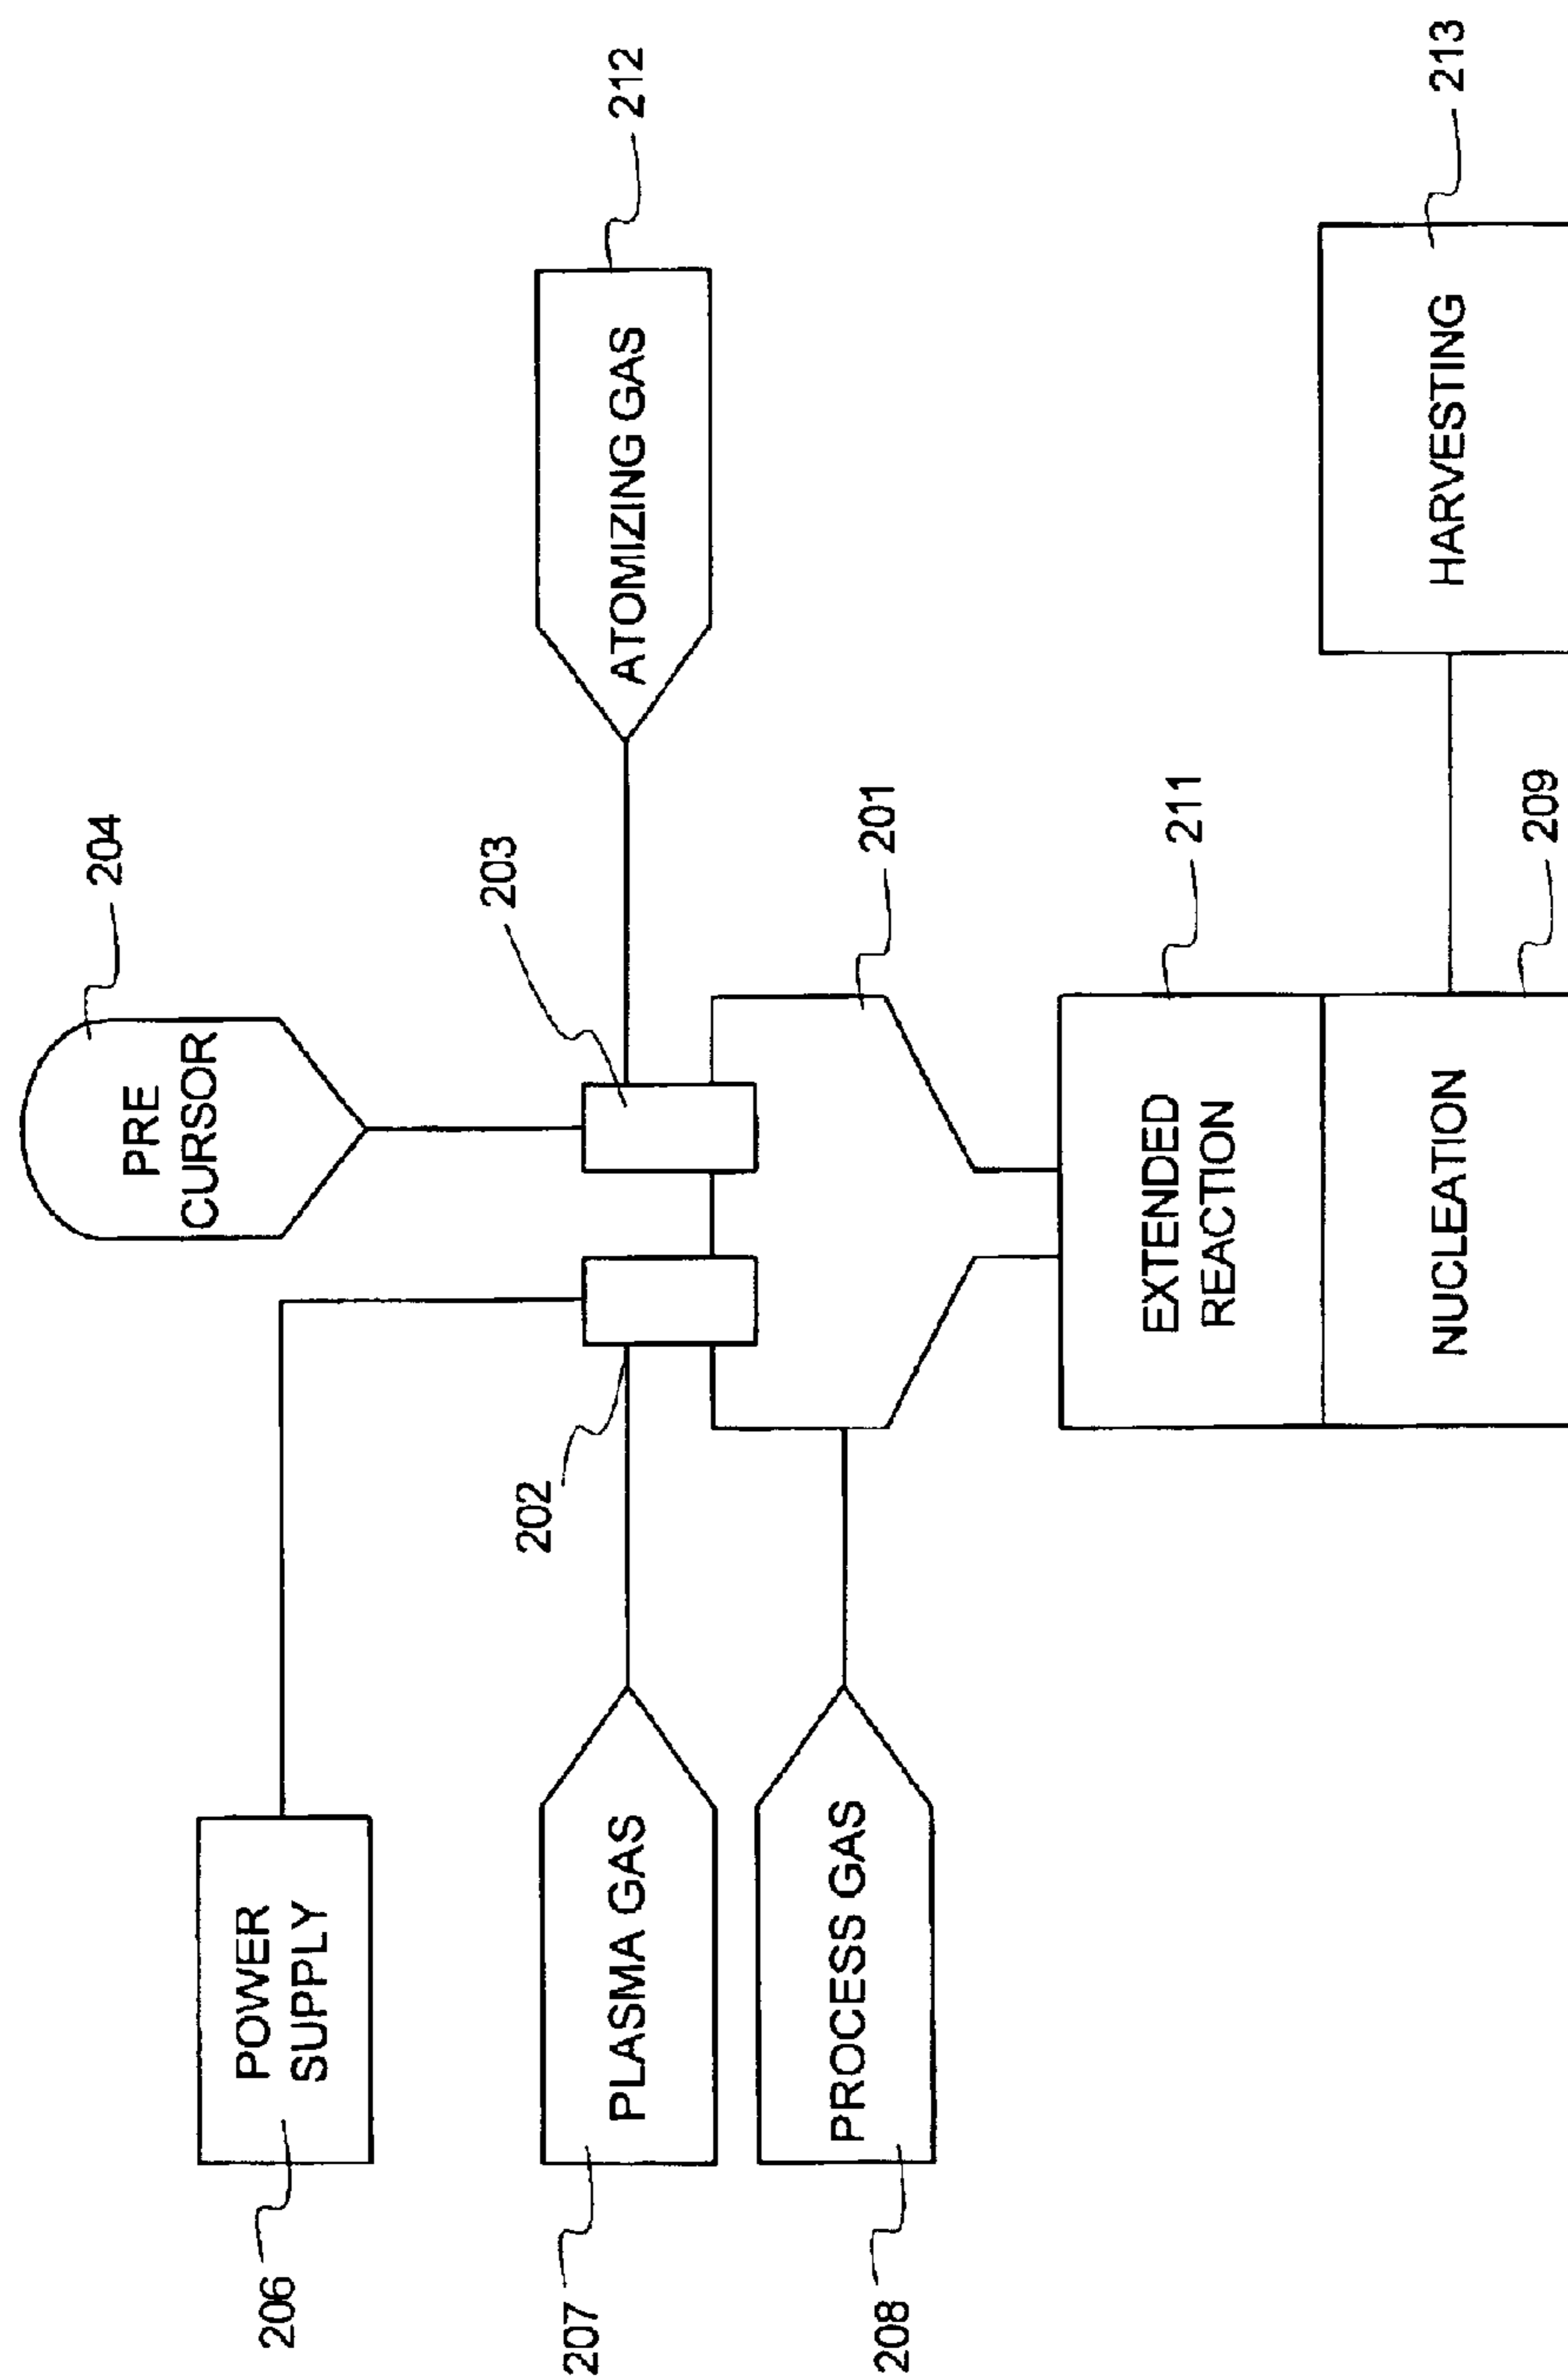 204
PRE
CURSOR
POWER
SUPPLY
206
203
212
ATOMIZING GAS
202
PLASMA GAS
207
201
PROCESS GAS
208
211
EXTENDED
REACTION
213
HARVESTING
NUCLEATION
209